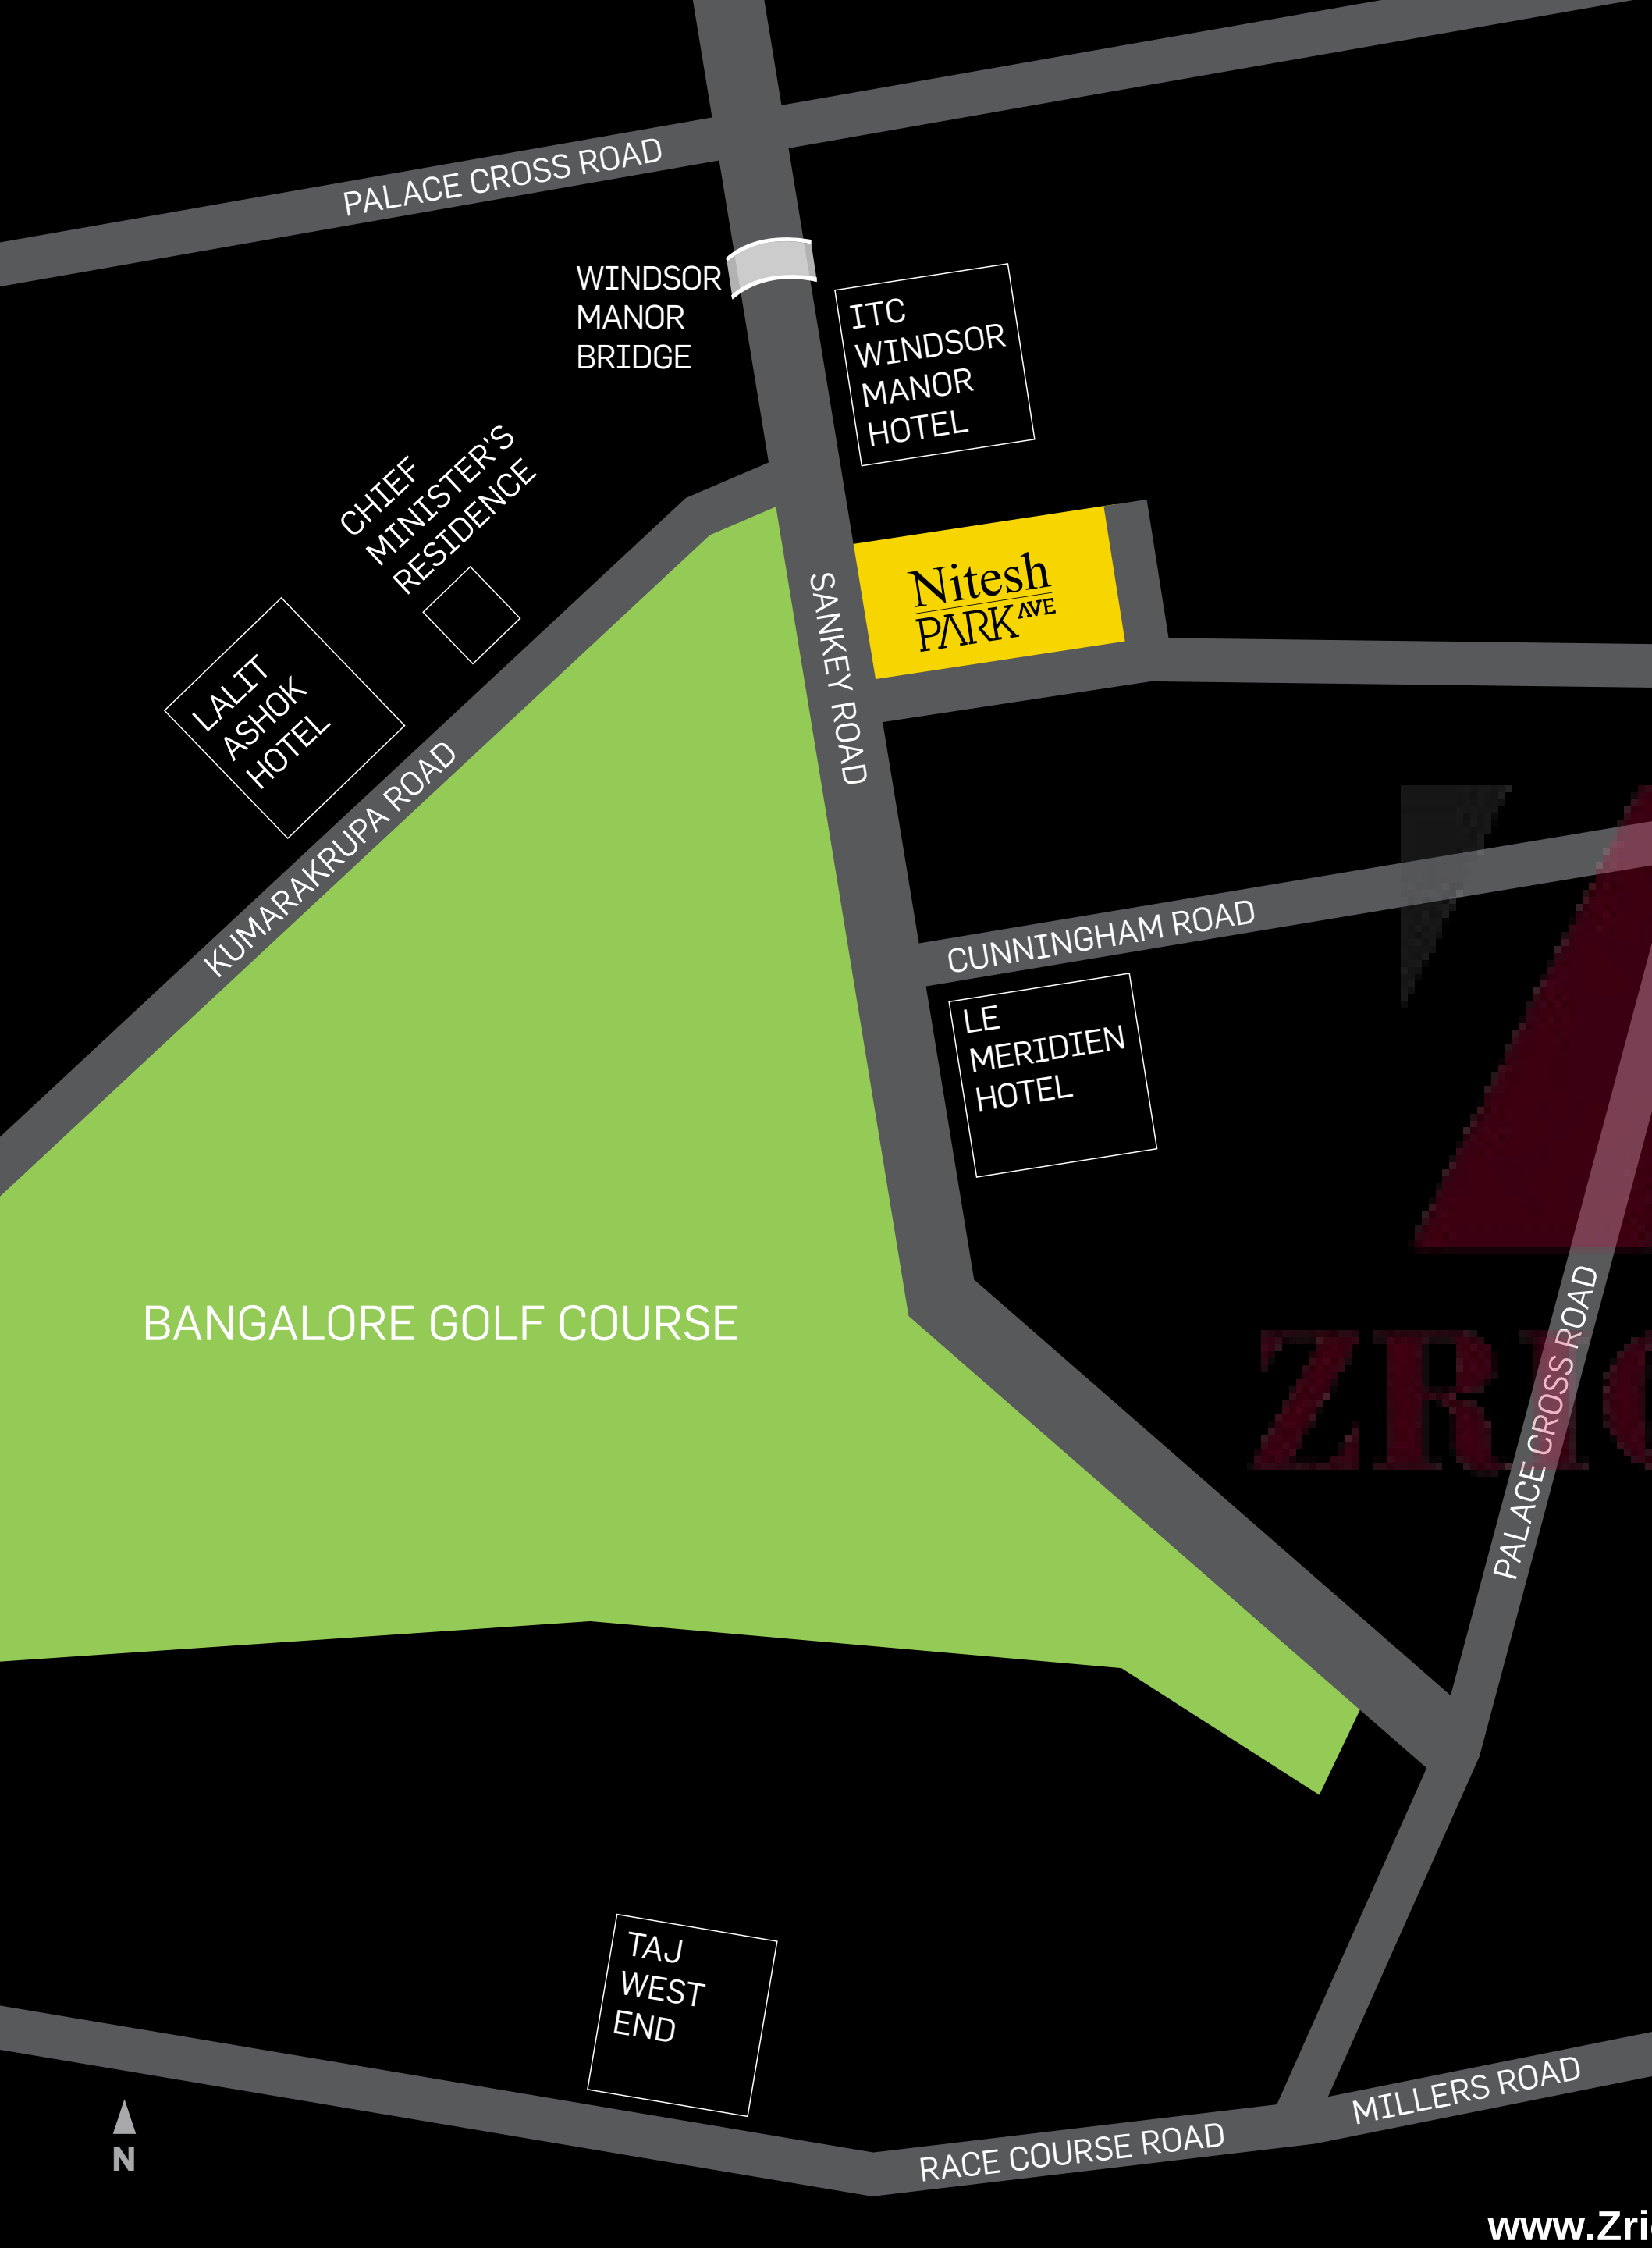 PALACE CROSS ROAD
WINDSOR
MANOR
BRIDGE
ITC
WINDSOR
MANOR
HOTEL
CHIEF
MINISTER'S
RESIDENCE
Nitesh
PARK AVE
SANKEY ROAD
LALIT
ASHOK
HOTEL
KUMARAKRUPA ROAD
CUNNINGHAM ROAD
LE
MERIDIEN
HOTEL
BANGALORE GOLF COURSE
PALACE CROSS ROAD
TAJ
WEST
END
MILLERS ROAD
RACE COURSE ROAD
N